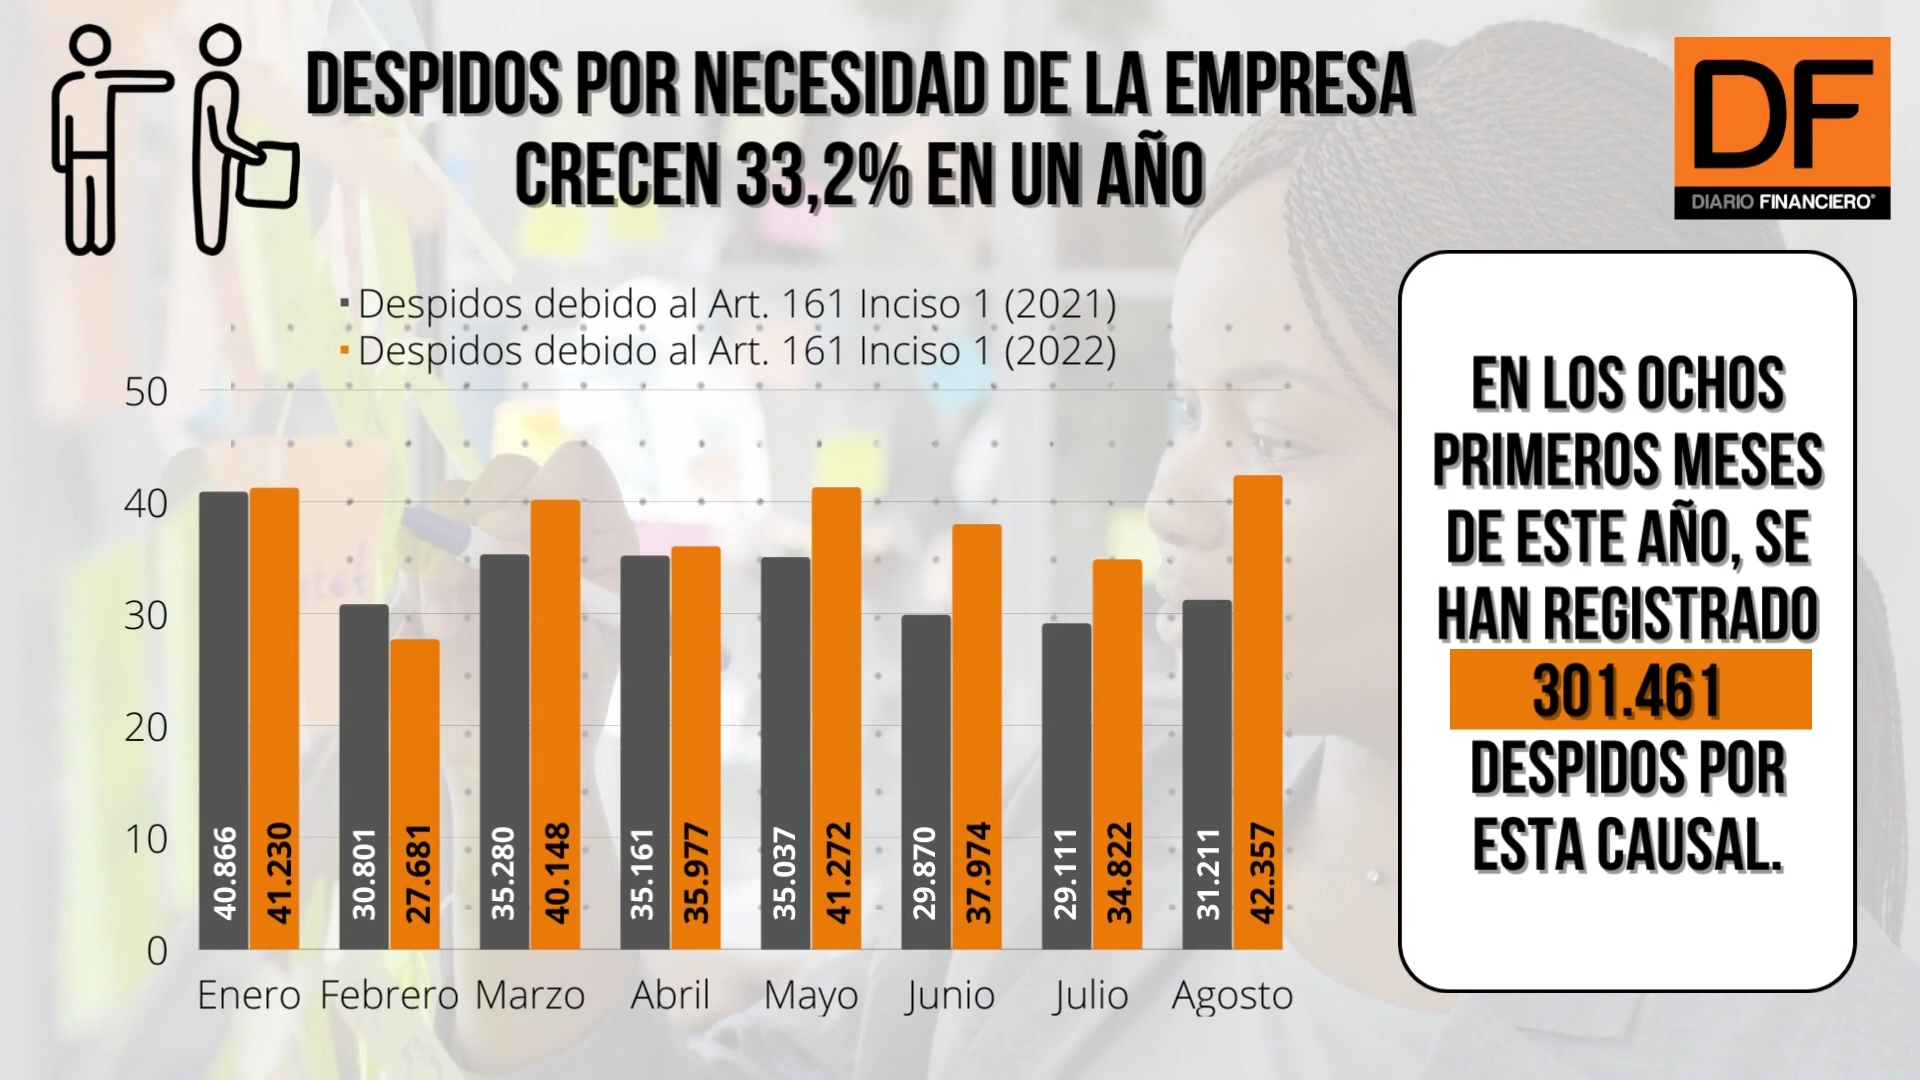 DESPIDOS POR NECESIDAD DE LA EMPRESA
CRECEN 33,2% EN UN AÑO
DF
DIARIO FINANCIERO®
Despidos debido al Art. 161 Inciso 1 (2021)
Despidos debido al Art. 161 Inciso 1 (2022)
50
40
30
20
10
0
40.866
41.230
30.801
27.681
35.280
40.148
35.161
35.977
35.037
41.272
29.870
37.974
29.111
34.822
31.211
42.357
Enero Febrero Marzo Abril Mayo Junio Julio Agosto
EN LOS OCHOS
PRIMEROS MESES
DE ESTE AÑO, SE
HAN REGISTRADO
301.461
DESPIDOS POR
ESTA CAUSAL.